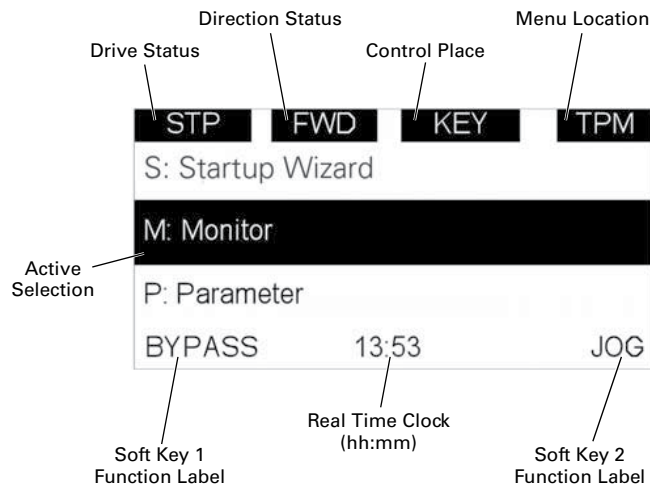 Direction Status
Menu Location
Drive Status
Control Place
STP FWD KEY TPM
S: Startup Wizard
M: Monitor
Active
Selection
P: Parameter
BYPASS 13:53 JOG
Real Time Clock
(hh:mm)
Soft Key 1
Function Label
Soft Key 2
Function Label